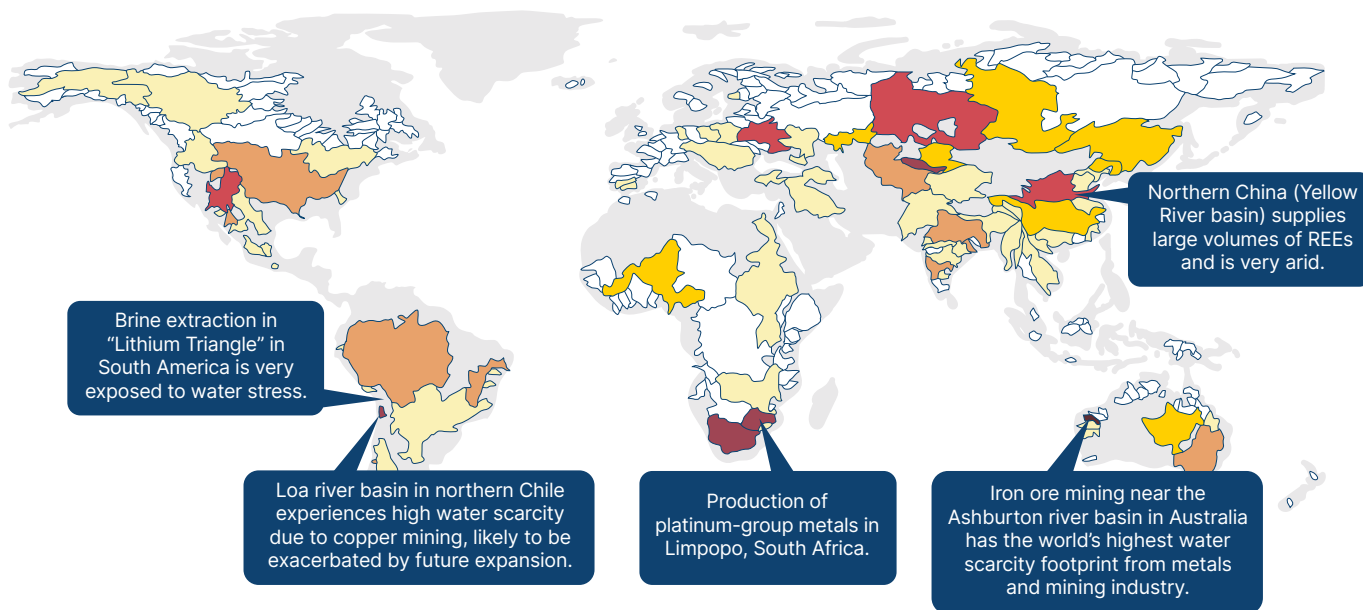 Northern China (Yellow
River basin) supplies
large volumes of REEs
and is very arid.
Brine extraction in
“Lithium Triangle” in
South America is very
exposed to water stress.
Loa river basin in northern Chile
experiences high water scarcity
due to copper mining, likely to be
exacerbated by future expansion.
Production of
platinum-group metals in
Limpopo, South Africa.
Iron ore mining near the
Ashburton river basin in Australia
has the world’s highest water
scarcity footprint from metals
and mining industry.